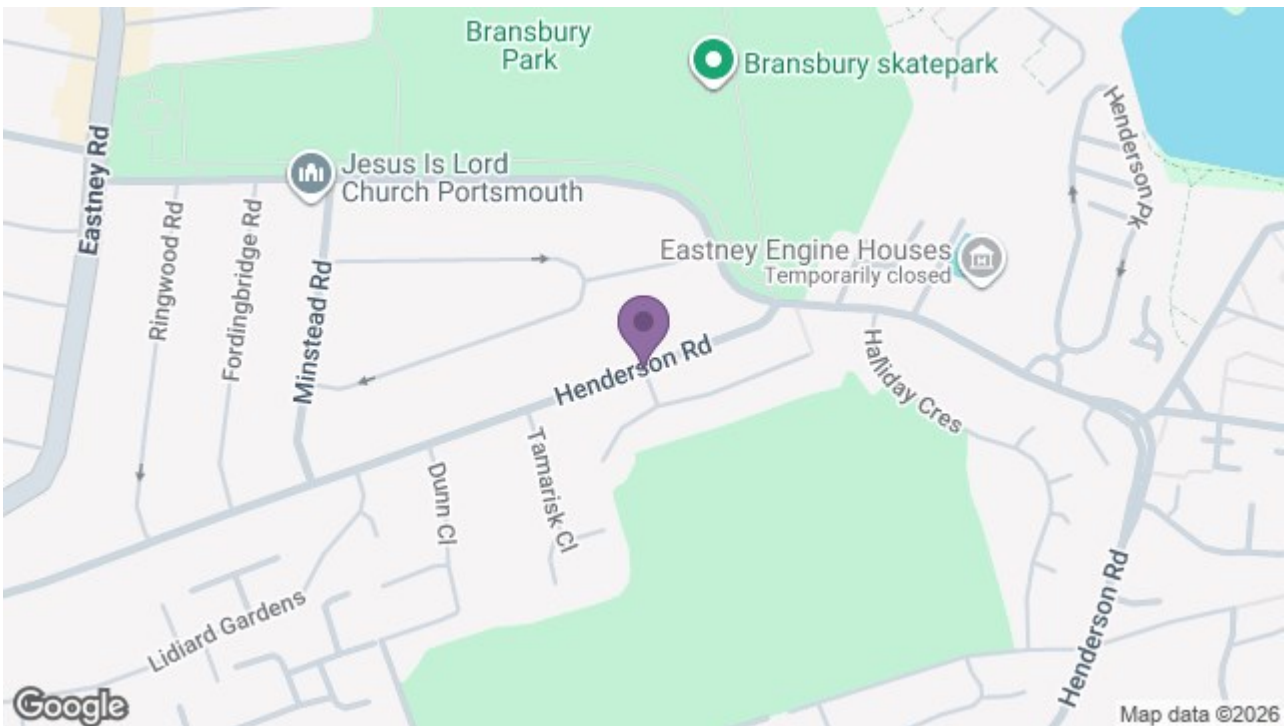 Bransbury
Park
Bransbury skatepark
Henderson Pk
Eastney Rd
Jesus Is Lord
Church Portsmouth
Ringwood Rd
Fordingbridge Rd
Minstead Rd
Eastney Engine Houses
Temporarily closed
Halliday Cres
Henderson Rd
Dunn Cl
Tamarisk Cl
Lidiard Gardens
Henderson Rd
Google
Map data ©2026